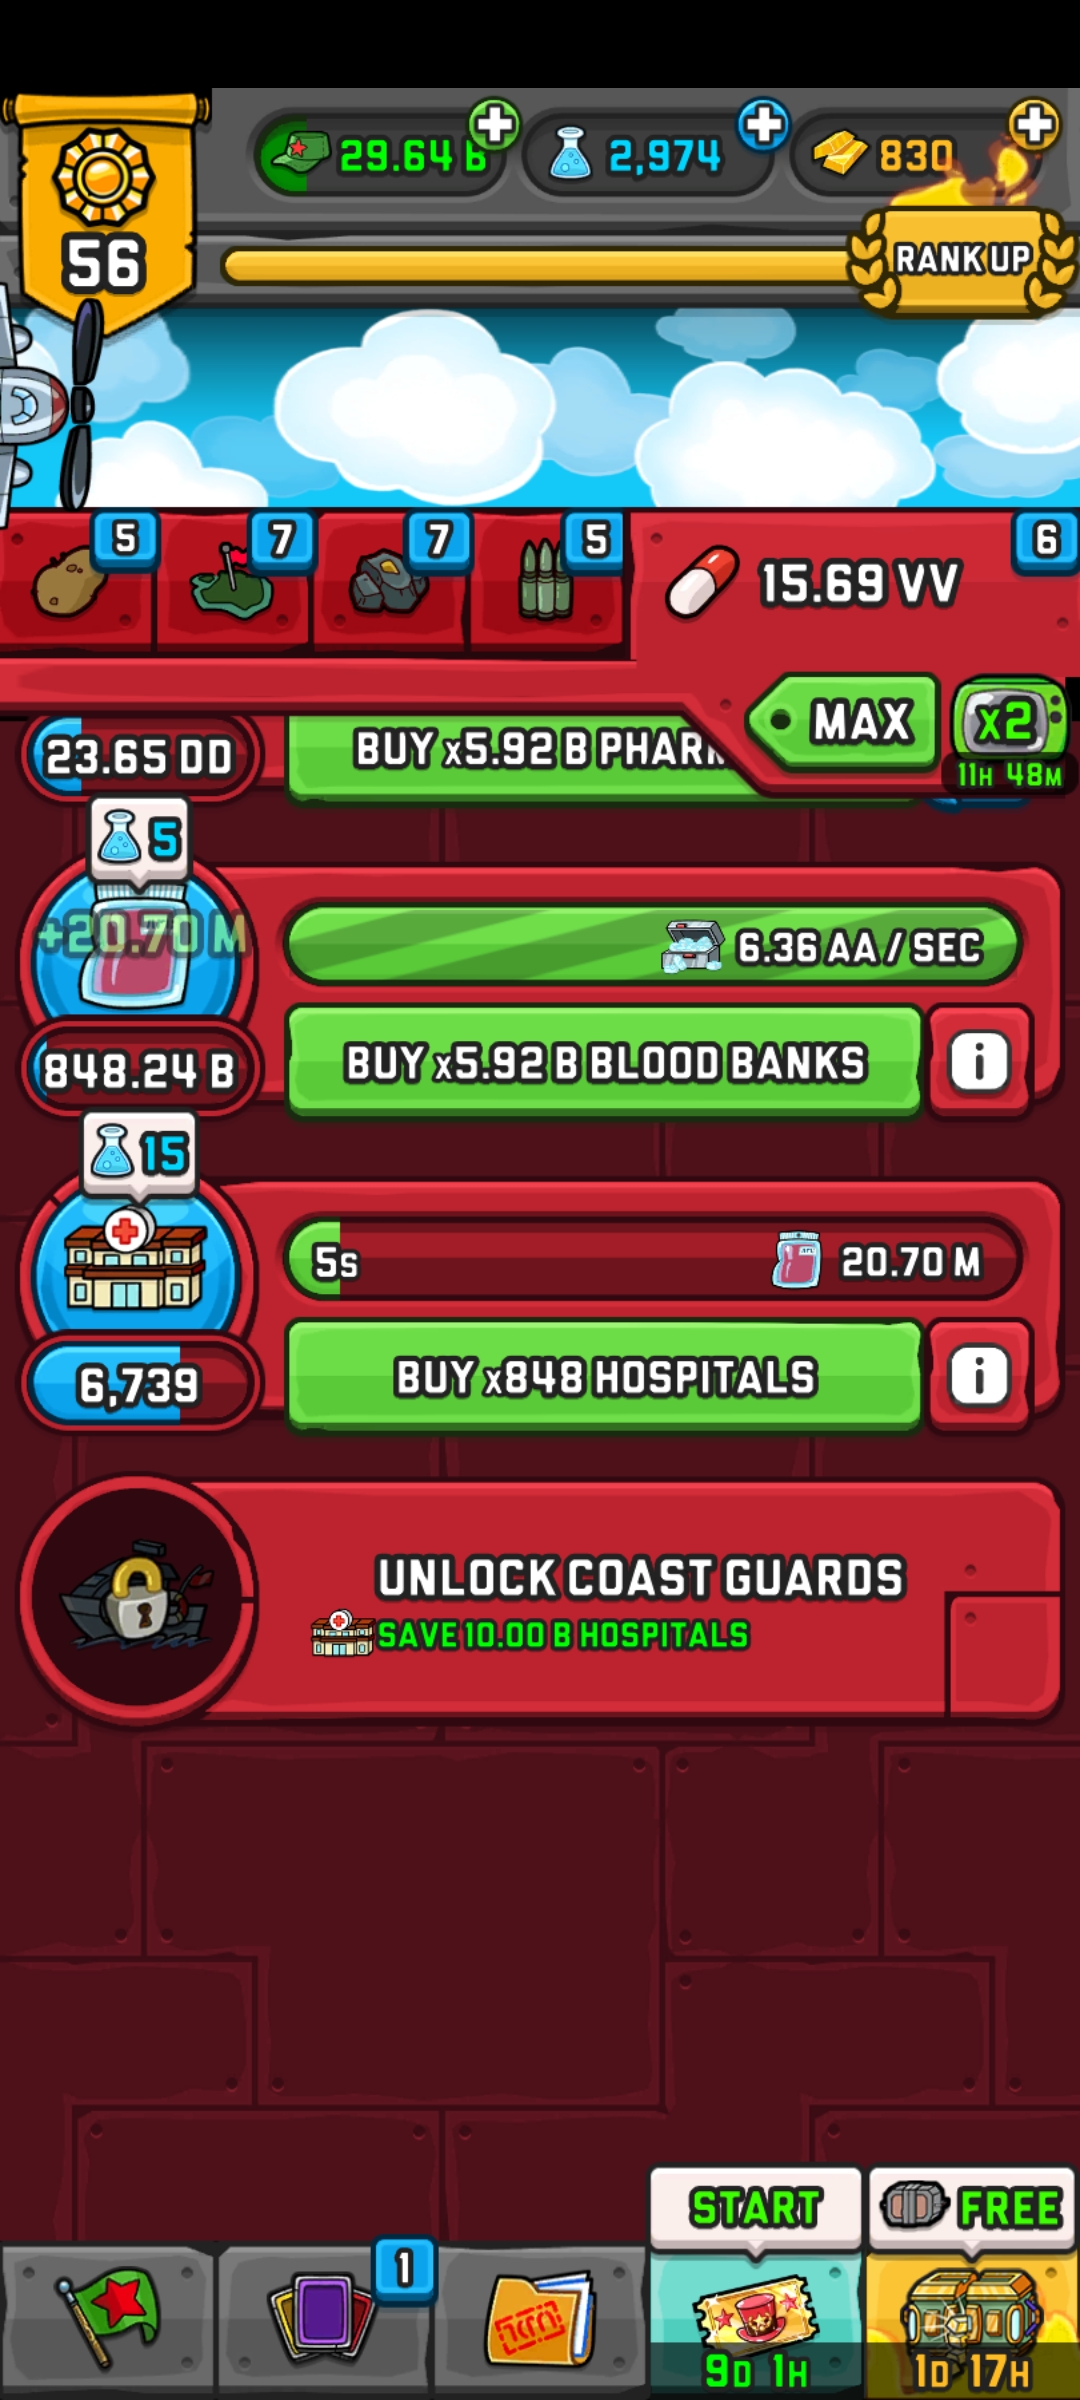 29.64 B
2,974
830
56
RANK UP
5
7
7
5
6
15.69 VV
MAX
x2
11H 48M
23.65 DD
BUY x5.92 B PHARM
5
+20.70 M
6.36 AA / SEC
848.24 B
BUY x5.92 B BLOOD BANKS
i
15
5s
20.70 M
6,739
BUY x848 HOSPITALS
i
UNLOCK COAST GUARDS
SAVE 10.00 B HOSPITALS
START
FREE
1
9D 1H
1D 17H